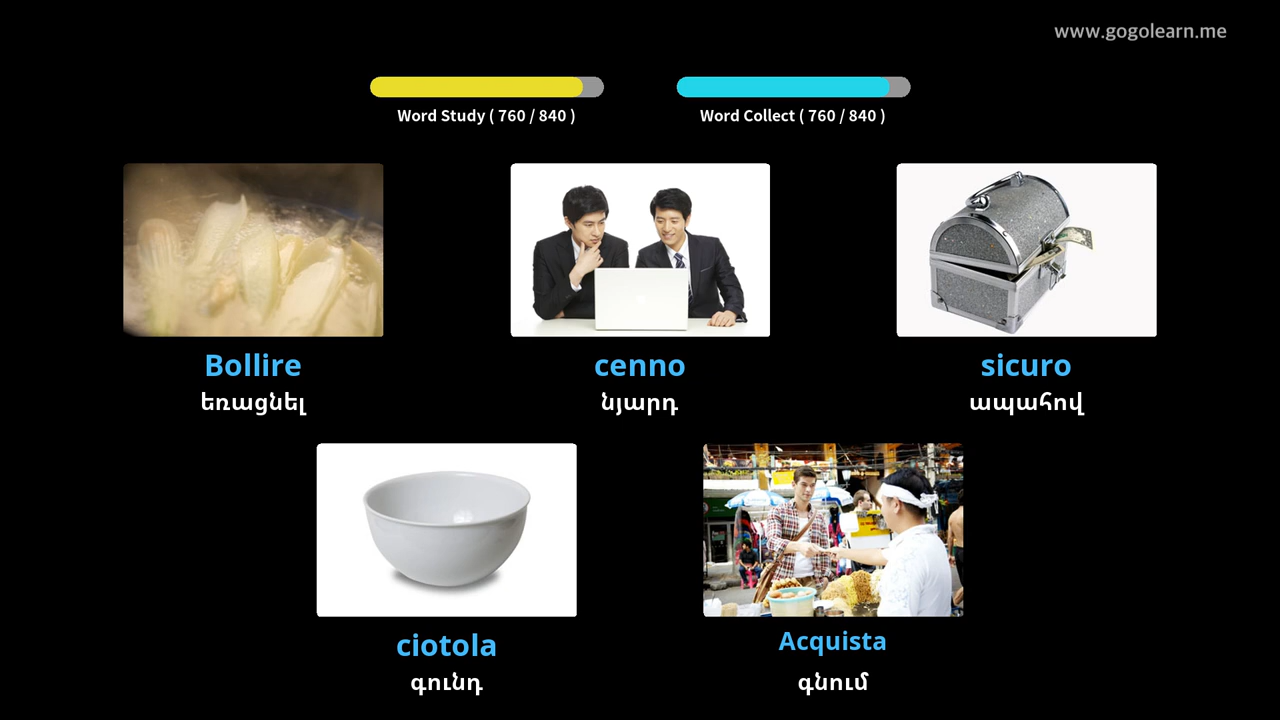 www.gogolearn.me
Word Study ( 760 / 840 )
Word Collect ( 760 / 840 )
Bollire
եռացնել
cenno
նյարդ
sicuro
ապահով
ciotola
գունդ
Acquista
գնում